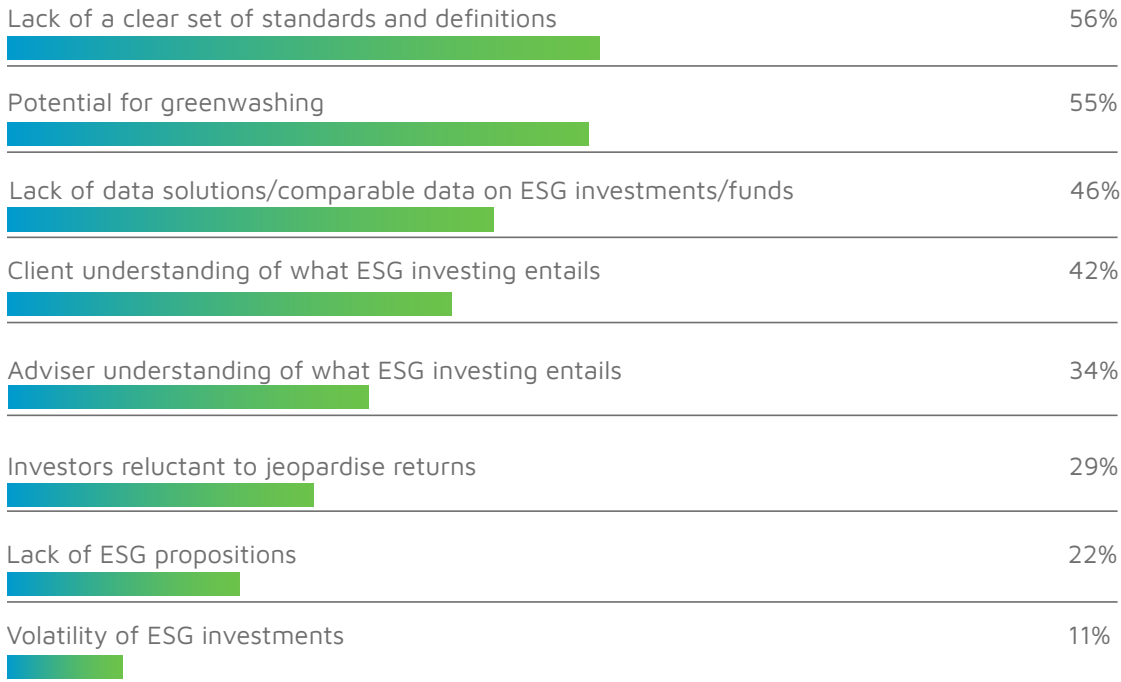 Lack of a clear set of standards and definitions 56%
Potential for greenwashing 55%
Lack of data solutions/comparable data on ESG investments/funds 46%
Client understanding of what ESG investing entails 42%
Adviser understanding of what ESG investing entails 34%
Investors reluctant to jeopardise returns 29%
Lack of ESG propositions 22%
Volatility of ESG investments 11%